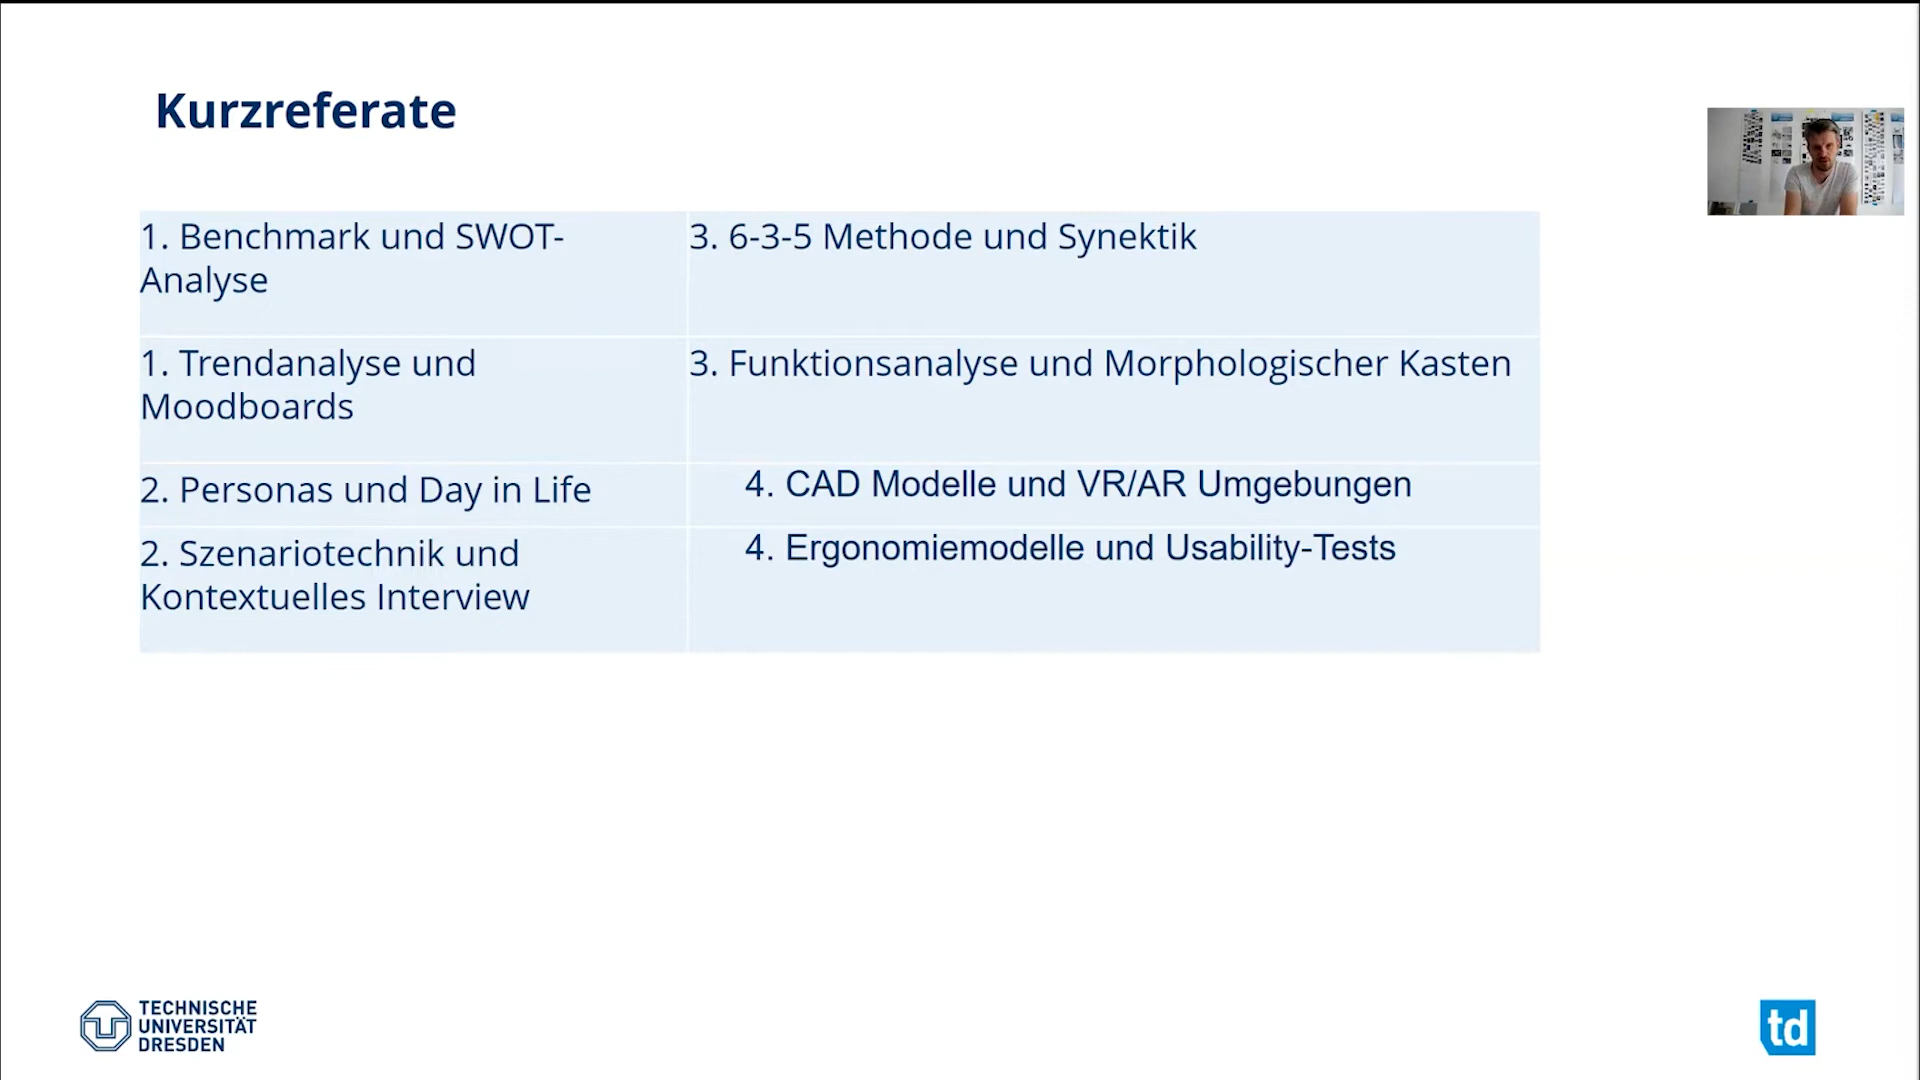 Kurzreferate
1. Benchmark und SWOT-
Analyse
3. 6-3-5 Methode und Synektik
1. Trendanalyse und
Moodboards
3. Funktionsanalyse und Morphologischer Kasten
2. Personas und Day in Life
4. CAD Modelle und VR/AR Umgebungen
2. Szenariotechnik und
Kontextuelles Interview
4. Ergonomiemodelle und Usability-Tests
TECHNISCHE
UNIVERSITÄT
DRESDEN
td